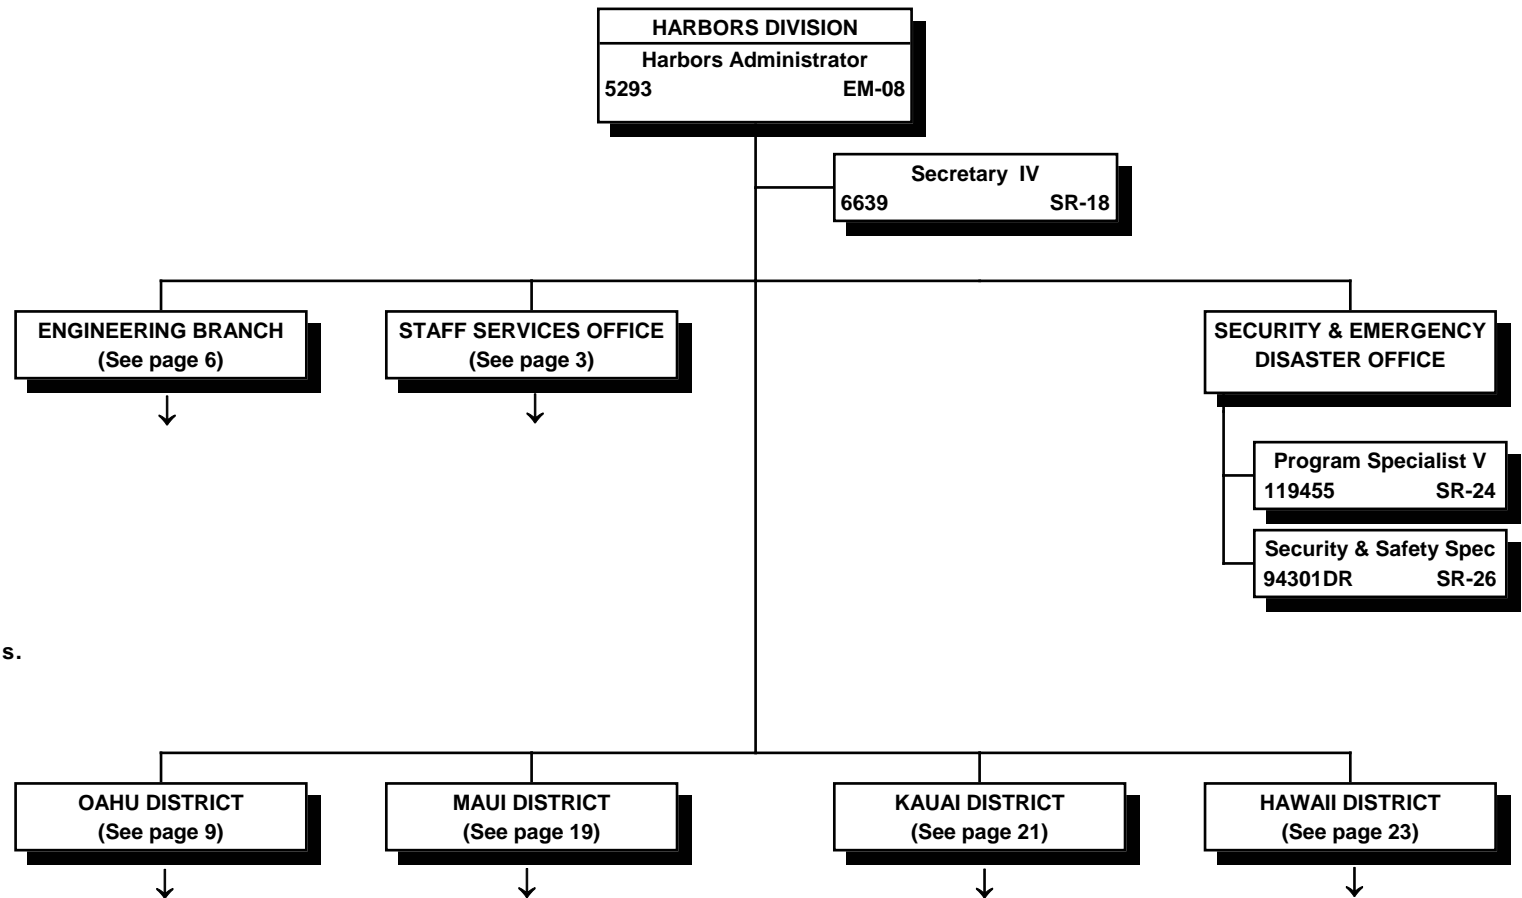 HARBORS DIVISION
Harbors Administrator
5293 EM-08
Secretary IV
6639 SR-18
ENGINEERING BRANCH
(See page 6)
STAFF SERVICES OFFICE
(See page 3)
SECURITY & EMERGENCY
DISASTER OFFICE
Program Specialist V
119455 SR-24
Security & Safety Spec
94301DR SR-26
s.
OAHU DISTRICT
(See page 9)
MAUI DISTRICT
(See page 19)
KAUAI DISTRICT
(See page 21)
HAWAII DISTRICT
(See page 23)